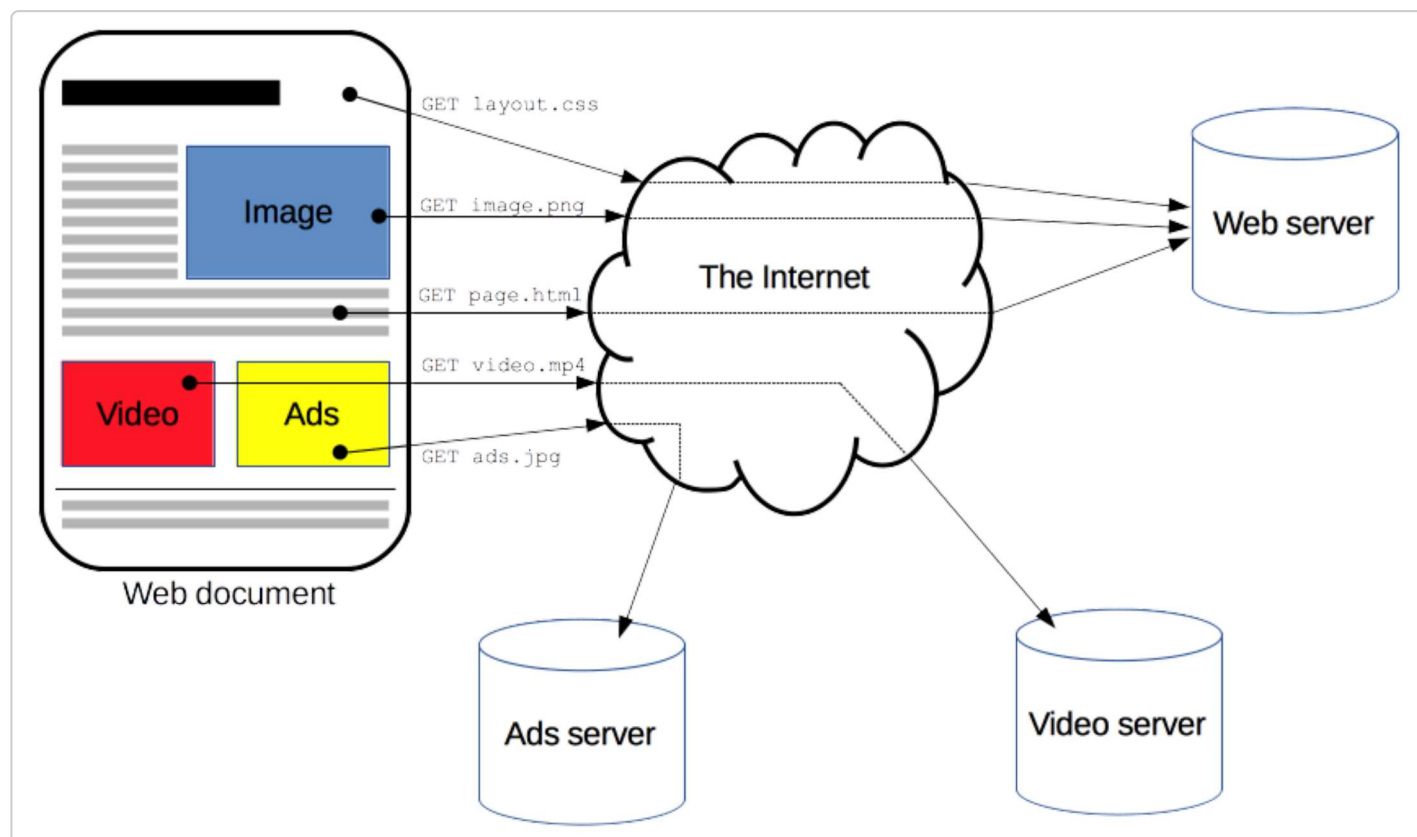 GET layout.css
Image
GET image.png
Web server
The Internet
GET page.html
GET video.mp4
Video
Ads
GET ads.jpg
Web document
Ads server
Video server